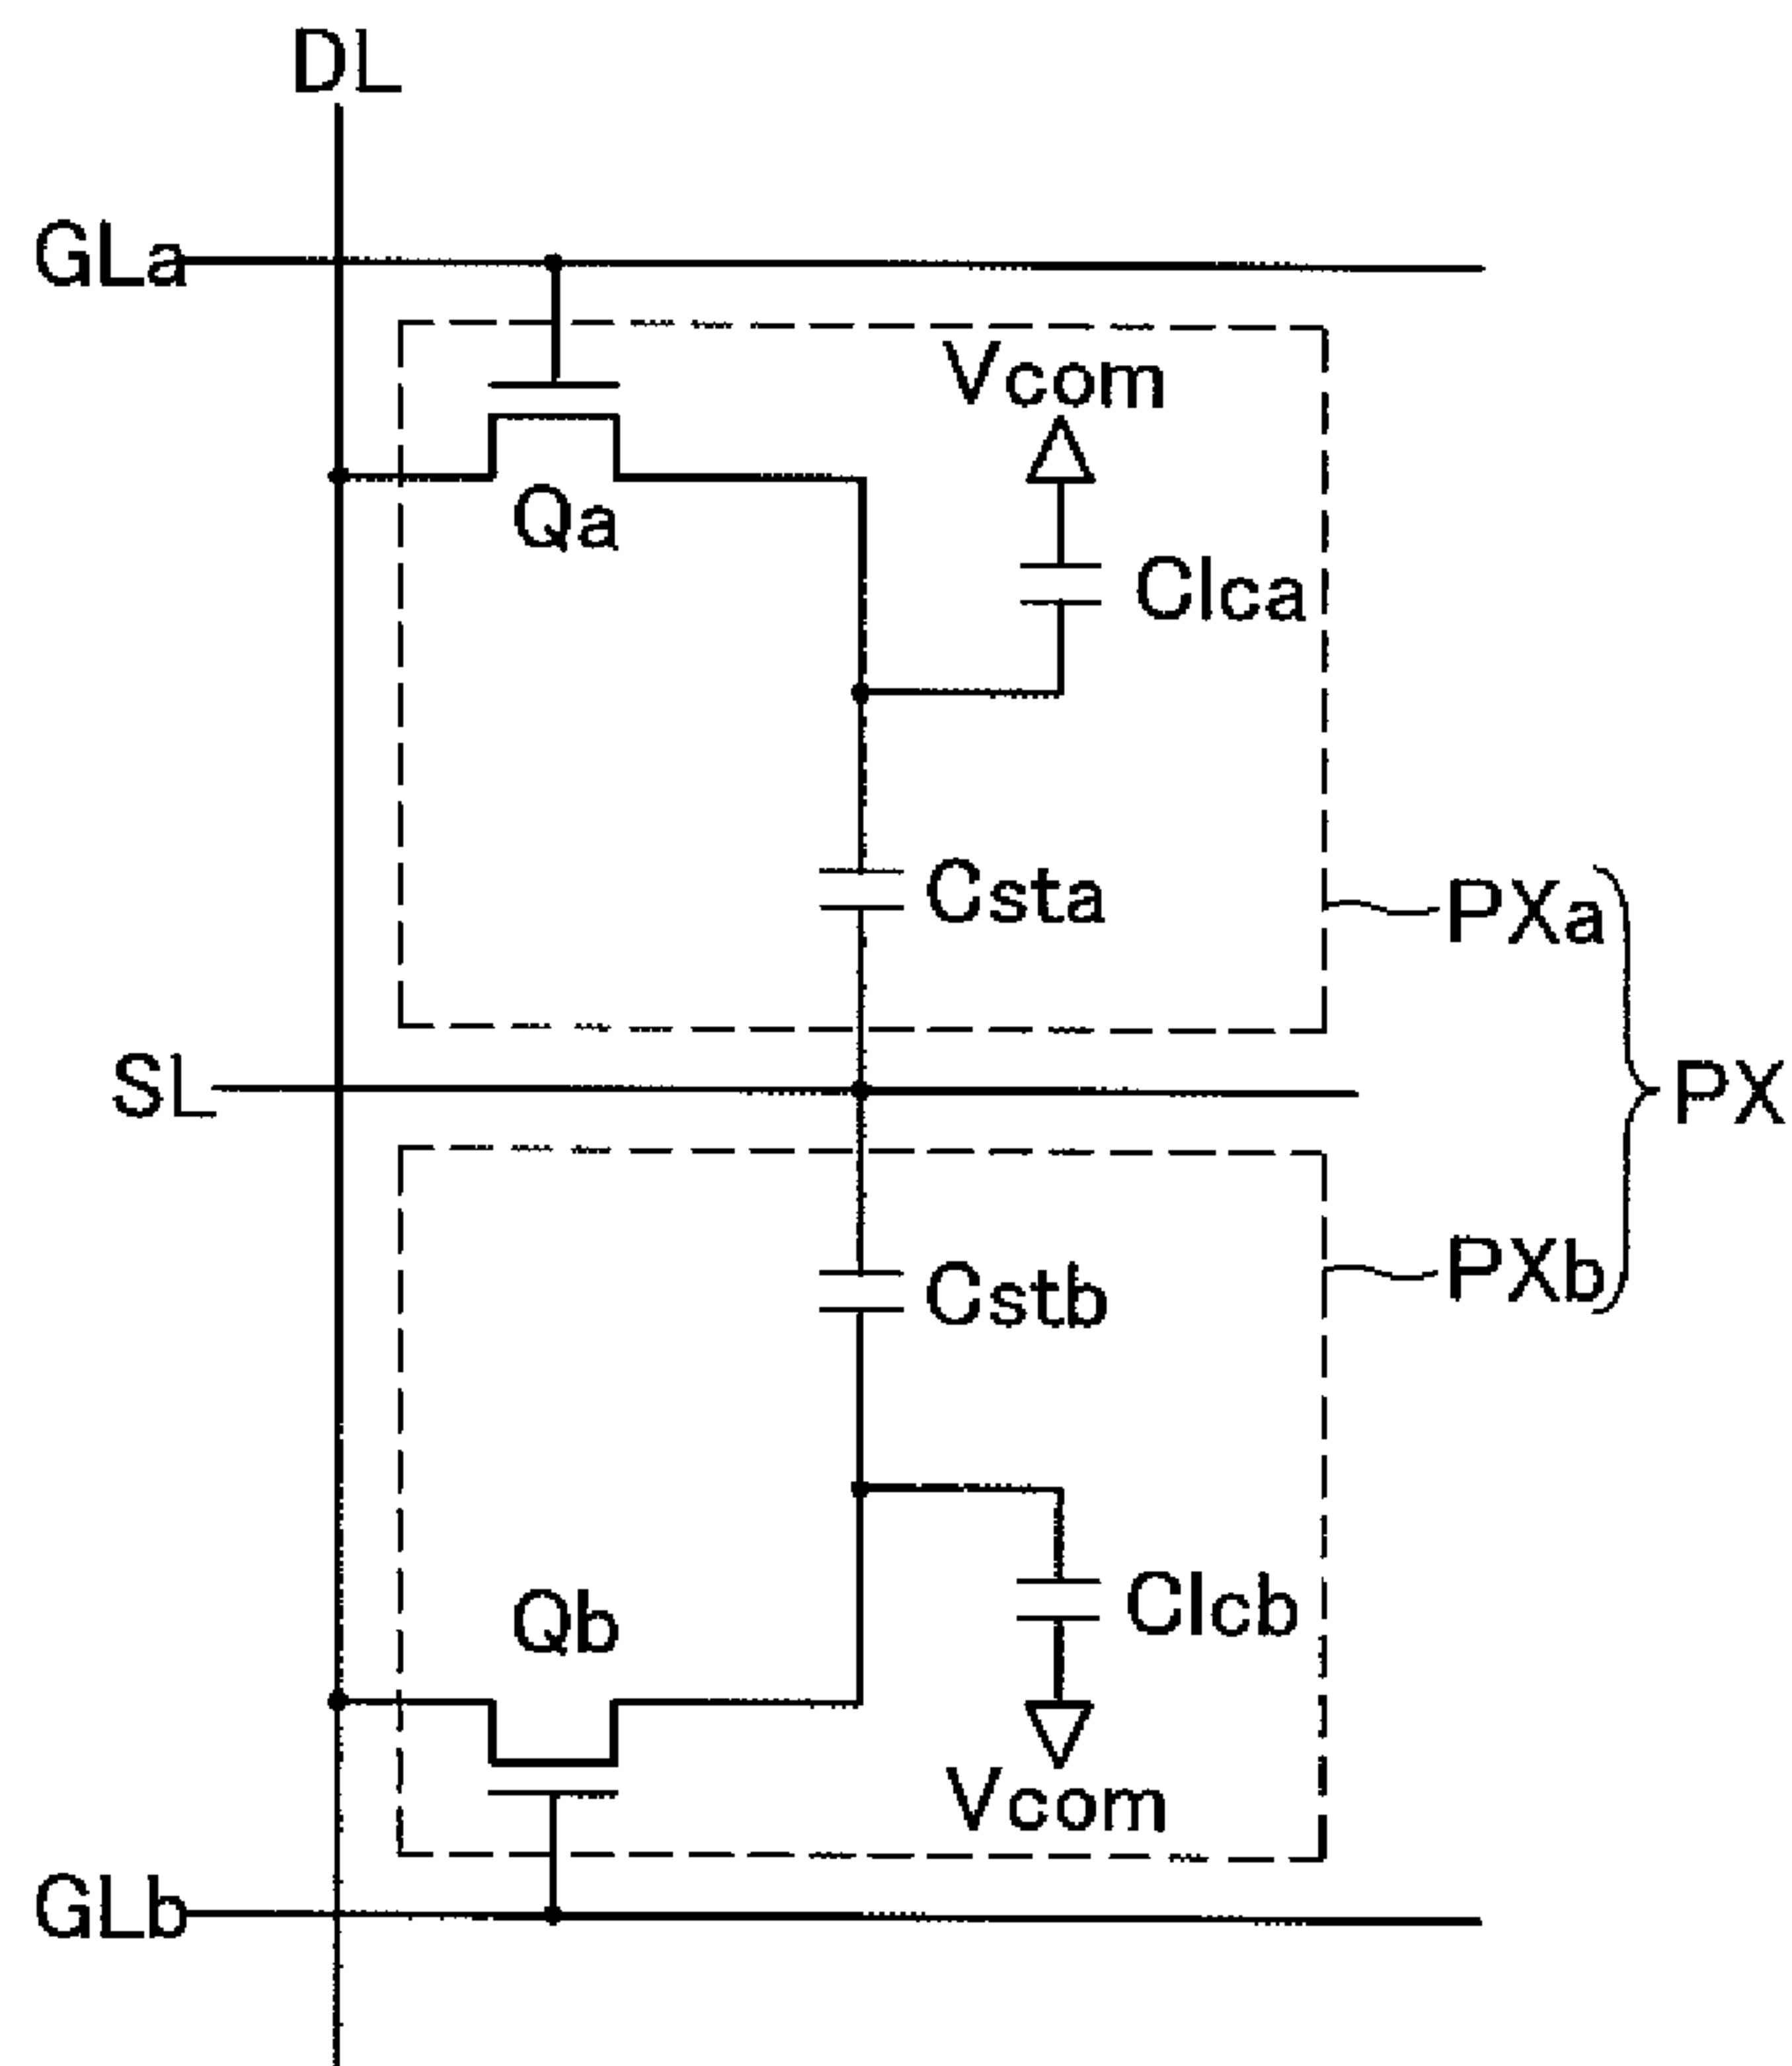 DL
GLa
Vcom
Qa
Clca
Csta
PXa
SL
PX
Cstb
PXb
Qb
Clcb
Vcom
GLb